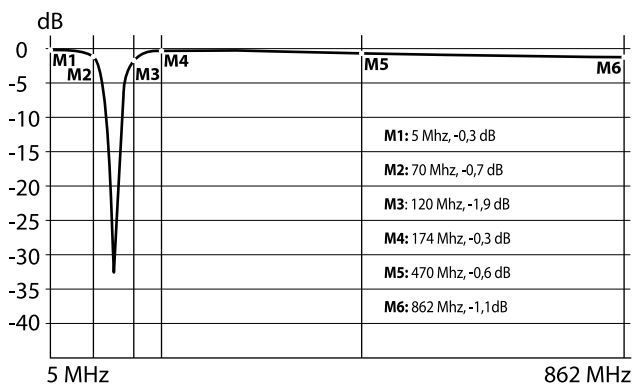 dB
0
-5
-10
-15
-20
-25
-30
-35
-40
M1
M2
M3
M4
M5
M6
M1: 5 Mhz, -0,3 dB
M2: 70 Mhz, -0,7 dB
M3: 120 Mhz, -1,9 dB
M4: 174 Mhz, -0,3 dB
M5: 470 Mhz, -0,6 dB
M6: 862 Mhz, -1,1dB
5 MHz
862 MHz